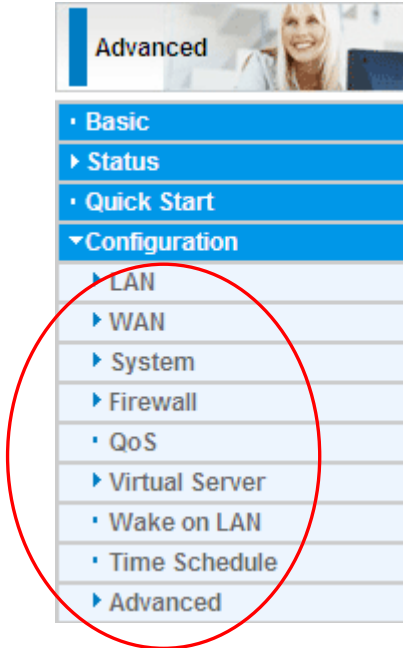 Advanced
Basic
Status
Quick Start
Configuration
LAN
WAN
System
Firewall
QoS
Virtual Server
Wake on LAN
Time Schedule
Advanced